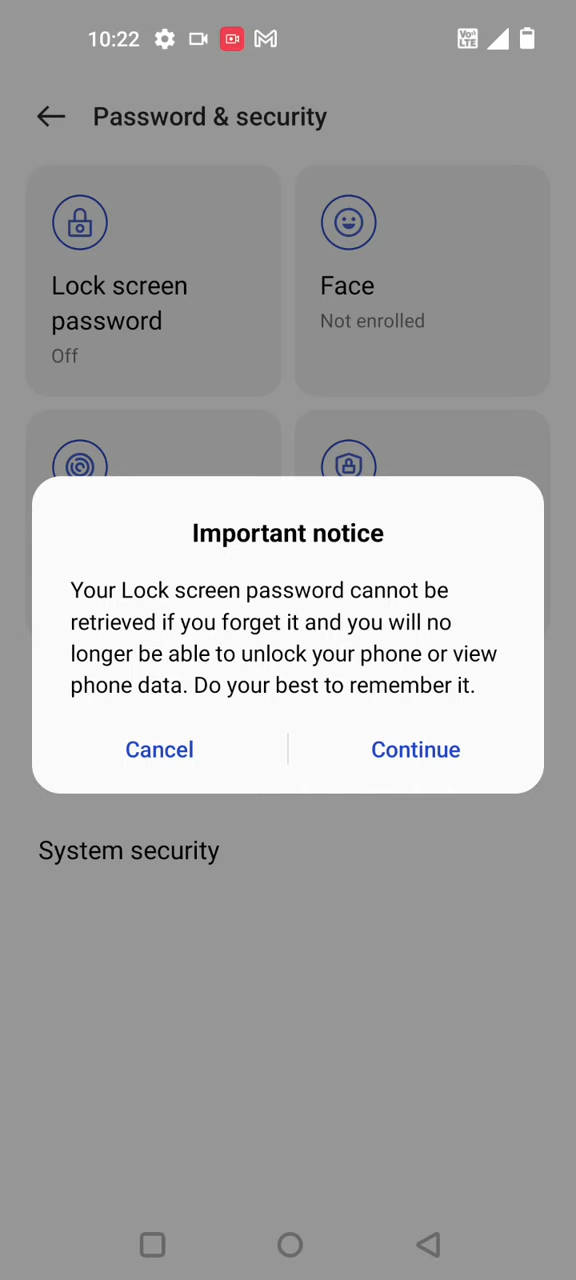 10:22
Vo
LTE
Password & security
Lock screen
password
Off
Face
Not enrolled
Important notice
Your Lock screen password cannot be
retrieved if you forget it and you will no
longer be able to unlock your phone or view
phone data. Do your best to remember it.
Cancel
Continue
System security